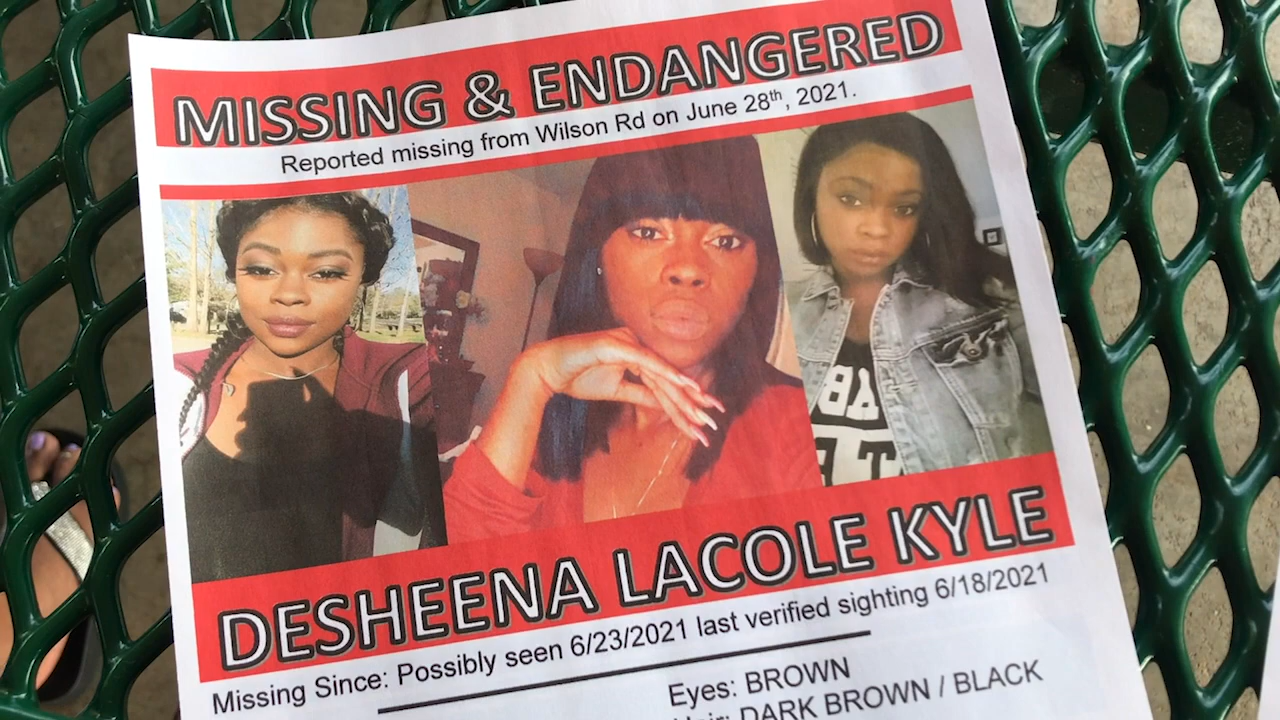 MISSING & ENDANGERED
Reported missing from Wilson Rd on June 28th, 2021.
DESHEENA LACOLE KYLE
Missing Since: Possibly seen 6/23/2021 last verified sighting 6/18/2021
Eyes: BROWN
Hair: DARK BROWN / BLACK